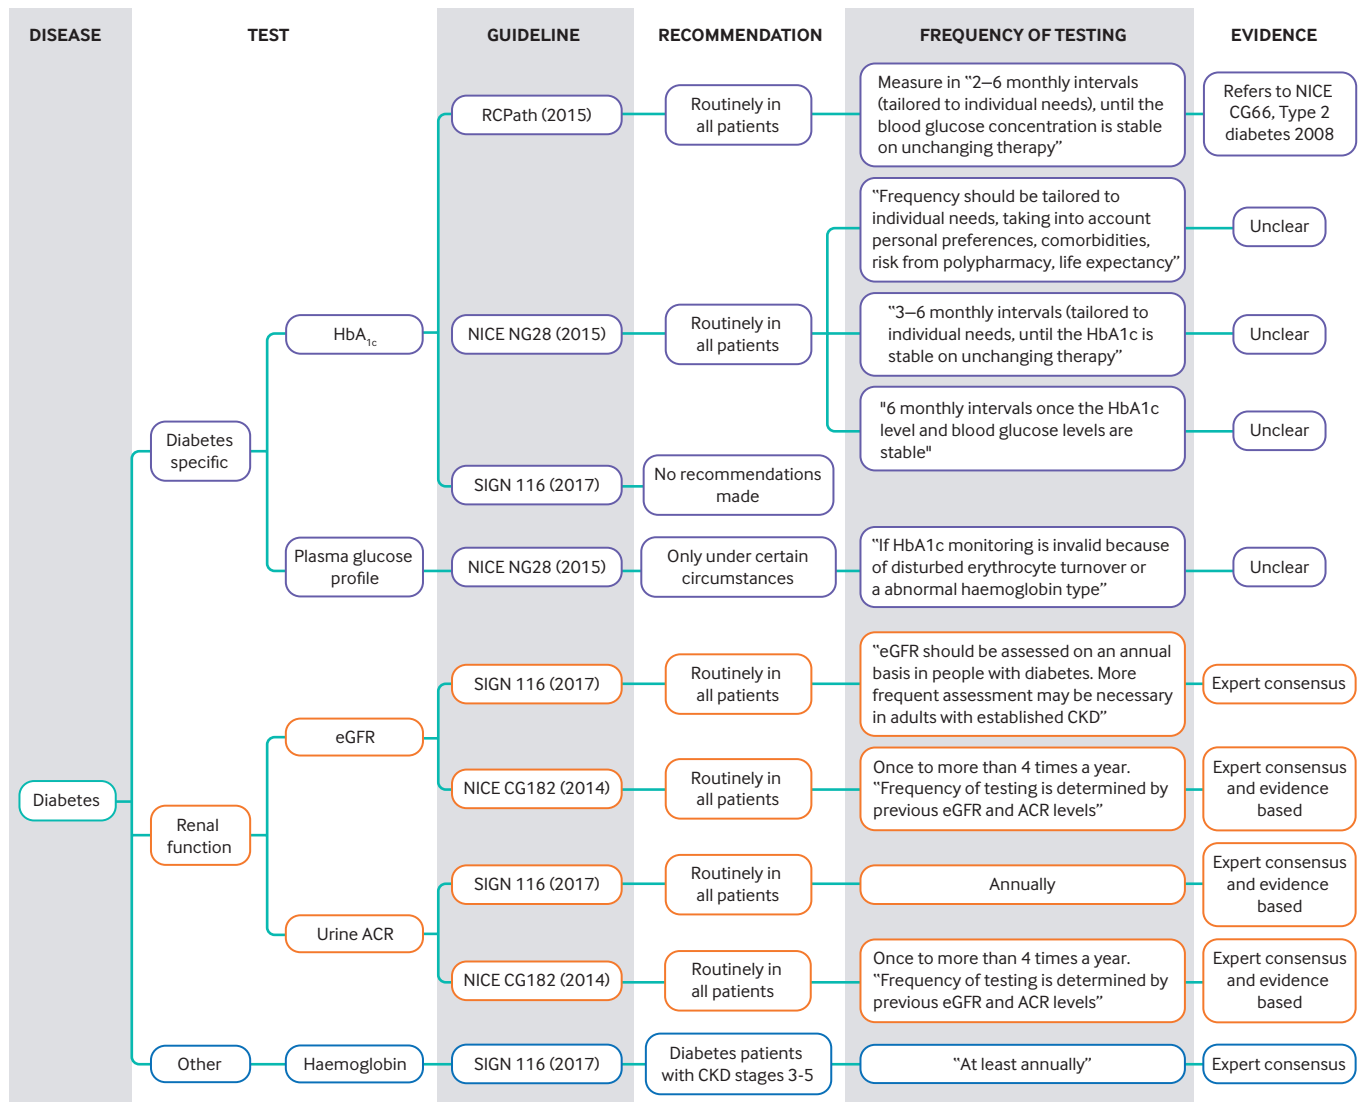 DISEASE
TEST
GUIDELINE
RECOMMENDATION
FREQUENCY OF TESTING
EVIDENCE
Diabetes
Diabetes
specific
HbA1c
RCPath (2015)
Routinely in
all patients
Measure in “2–6 monthly intervals
(tailored to individual needs), until the
blood glucose concentration is stable
on unchanging therapy”
Refers to NICE
CG66, Type 2
diabetes 2008
NICE NG28 (2015)
Routinely in
all patients
“Frequency should be tailored to
individual needs, taking into account
personal preferences, comorbidities,
risk from polypharmacy, life expectancy”
Unclear
“3–6 monthly intervals (tailored to
individual needs, until the HbA1c is
stable on unchanging therapy”
Unclear
"6 monthly intervals once the HbA1c
level and blood glucose levels are
stable"
Unclear
SIGN 116 (2017)
No recommendations
made
Plasma glucose
profile
NICE NG28 (2015)
Only under certain
circumstances
“If HbA1c monitoring is invalid because
of disturbed erythrocyte turnover or
a abnormal haemoglobin type”
Unclear
Renal
function
eGFR
SIGN 116 (2017)
Routinely in
all patients
“eGFR should be assessed on an annual
basis in people with diabetes. More
frequent assessment may be necessary
in adults with established CKD”
Expert consensus
NICE CG182 (2014)
Routinely in
all patients
Once to more than 4 times a year.
“Frequency of testing is determined by
previous eGFR and ACR levels”
Expert consensus
and evidence
based
Urine ACR
SIGN 116 (2017)
Routinely in
all patients
Annually
Expert consensus
and evidence
based
NICE CG182 (2014)
Routinely in
all patients
Once to more than 4 times a year.
“Frequency of testing is determined by
previous eGFR and ACR levels”
Expert consensus
and evidence
based
Other
Haemoglobin
SIGN 116 (2017)
Diabetes patients
with CKD stages 3-5
“At least annually”
Expert consensus